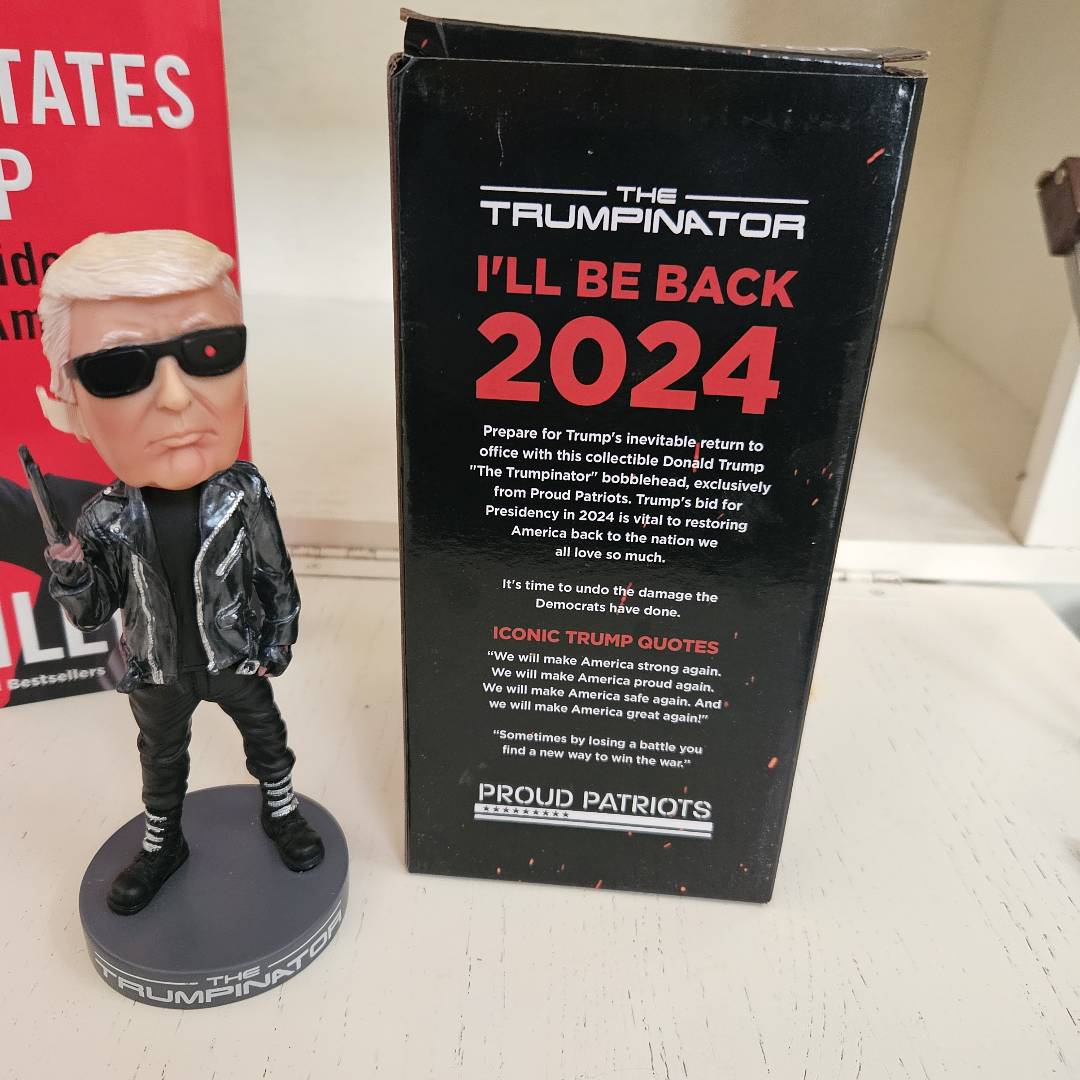 TATES
P
ide
Am
Bestsellers
THE
TRUMPINATOR
I'LL BE BACK
2024
Prepare for Trump's inevitable return to
office with this collectible Donald Trump
"The Trumpinator" bobblehead, exclusively
from Proud Patriots. Trump's bid for
Presidency in 2024 is vital to restoring
America back to the nation we
all love so much.
It's time to undo the damage the
Democrats have done.
ICONIC TRUMP QUOTES
“We will make America strong again.
We will make America proud again.
We will make America safe again. And
we will make America great again!”
“Sometimes by losing a battle you
find a new way to win the war.”
PROUD PATRIOTS
THE
TRUMPINATOR